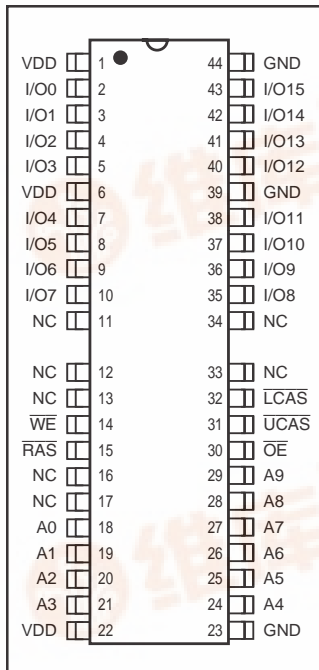 VDD 1 44 GND
I/O0 2 43 I/O15
I/O1 3 42 I/O14
I/O2 4 41 I/O13
I/O3 5 40 I/O12
VDD 6 39 GND
I/O4 7 38 I/O11
I/O5 8 37 I/O10
I/O6 9 36 I/O9
I/O7 10 35 I/O8
NC 11 34 NC
NC 12 33 NC
NC 13 32 LCAS
WE 14 31 UCAS
RAS 15 30 OE
NC 16 29 A9
NC 17 28 A8
A0 18 27 A7
A1 19 26 A6
A2 20 25 A5
A3 21 24 A4
VDD 22 23 GND